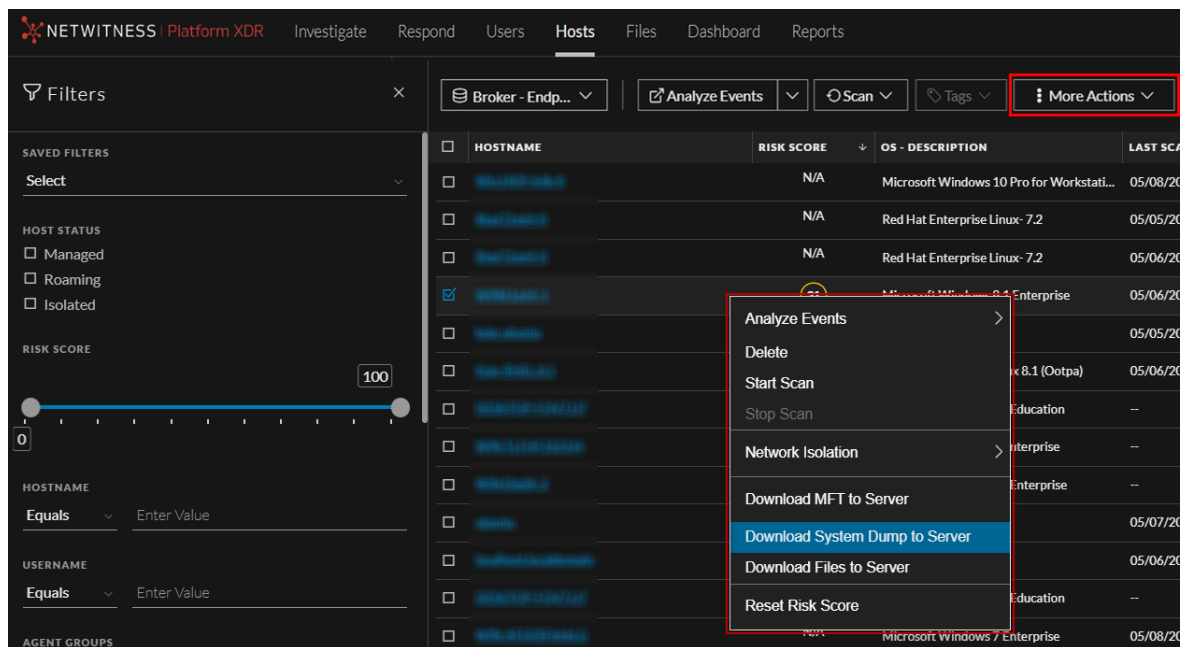 NETWITNESS | Platform XDR Investigate Respond Users Hosts Files Dashboard Reports
Filters
Broker - Endp... Analyze Events Scan Tags More Actions
SAVED FILTERS
Select
HOST STATUS
Managed
Roaming
Isolated
RISK SCORE
100
0
HOSTNAME
Equals Enter Value
USERNAME
Equals Enter Value
AGENT GROUPS
HOSTNAME RISK SCORE OS - DESCRIPTION LAST SCA
N/A Microsoft Windows 10 Pro for Workstati... 05/08/20
N/A Red Hat Enterprise Linux- 7.2 05/05/20
N/A Red Hat Enterprise Linux- 7.2 05/06/20
Enterprise 05/06/20
05/05/20
x 8.1 (Ootpa) 05/06/20
Education --
nterprise --
Enterprise --
05/07/20
05/06/20
Education --
N/A Microsoft Windows 7 Enterprise 05/08/20
Analyze Events
Delete
Start Scan
Stop Scan
Network Isolation
Download MFT to Server
Download System Dump to Server
Download Files to Server
Reset Risk Score